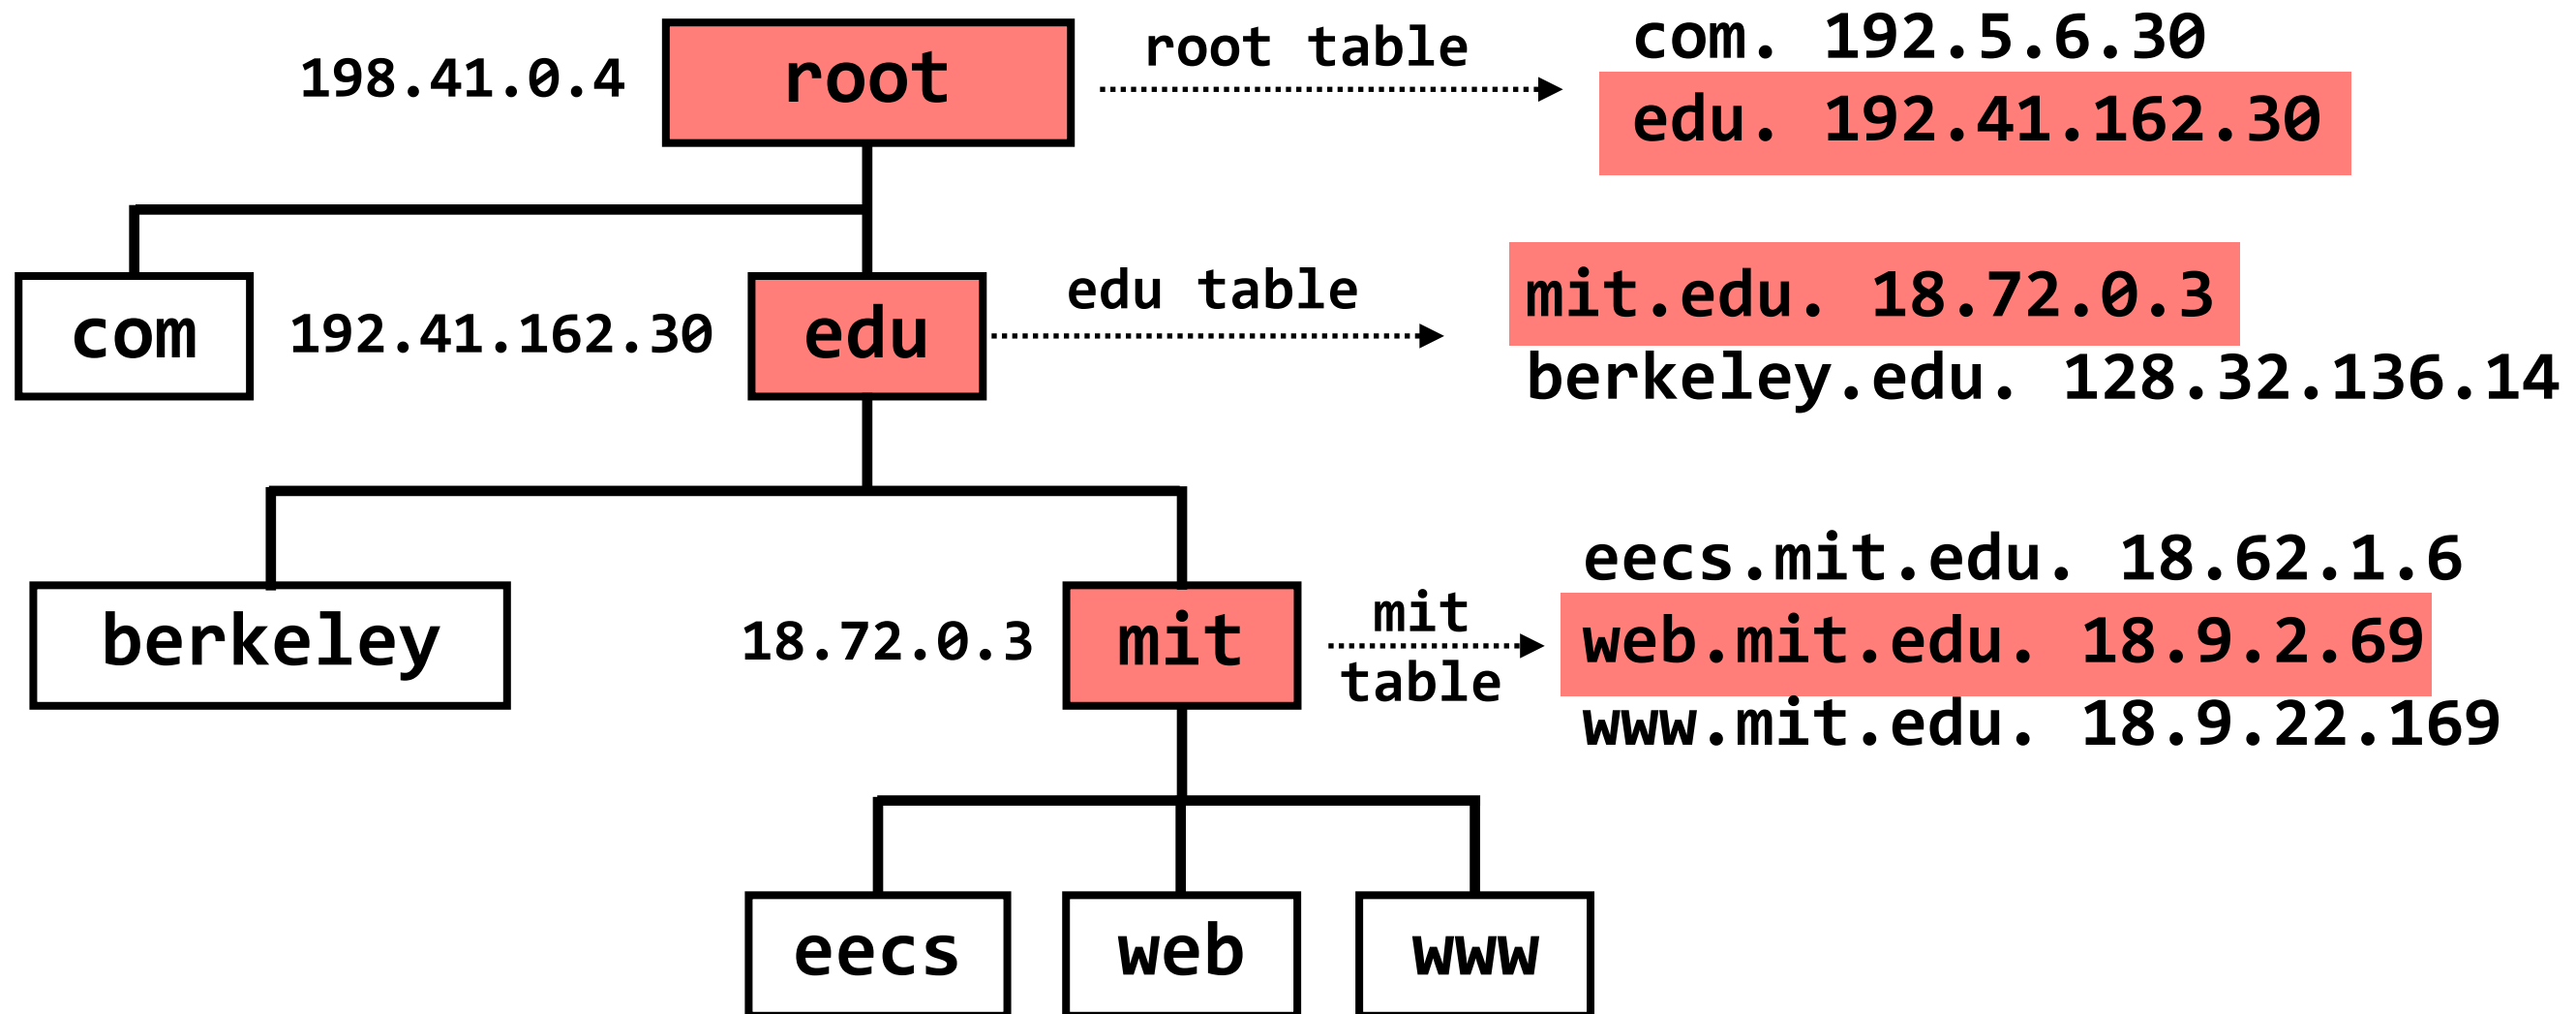 198.41.0.4
root
root table
com. 192.5.6.30
edu. 192.41.162.30
com
192.41.162.30
edu
edu table
mit.edu. 18.72.0.3
berkeley.edu. 128.32.136.14
berkeley
18.72.0.3
mit
mit
table
eecs.mit.edu. 18.62.1.6
web.mit.edu. 18.9.2.69
www.mit.edu. 18.9.22.169
eecs
web
www